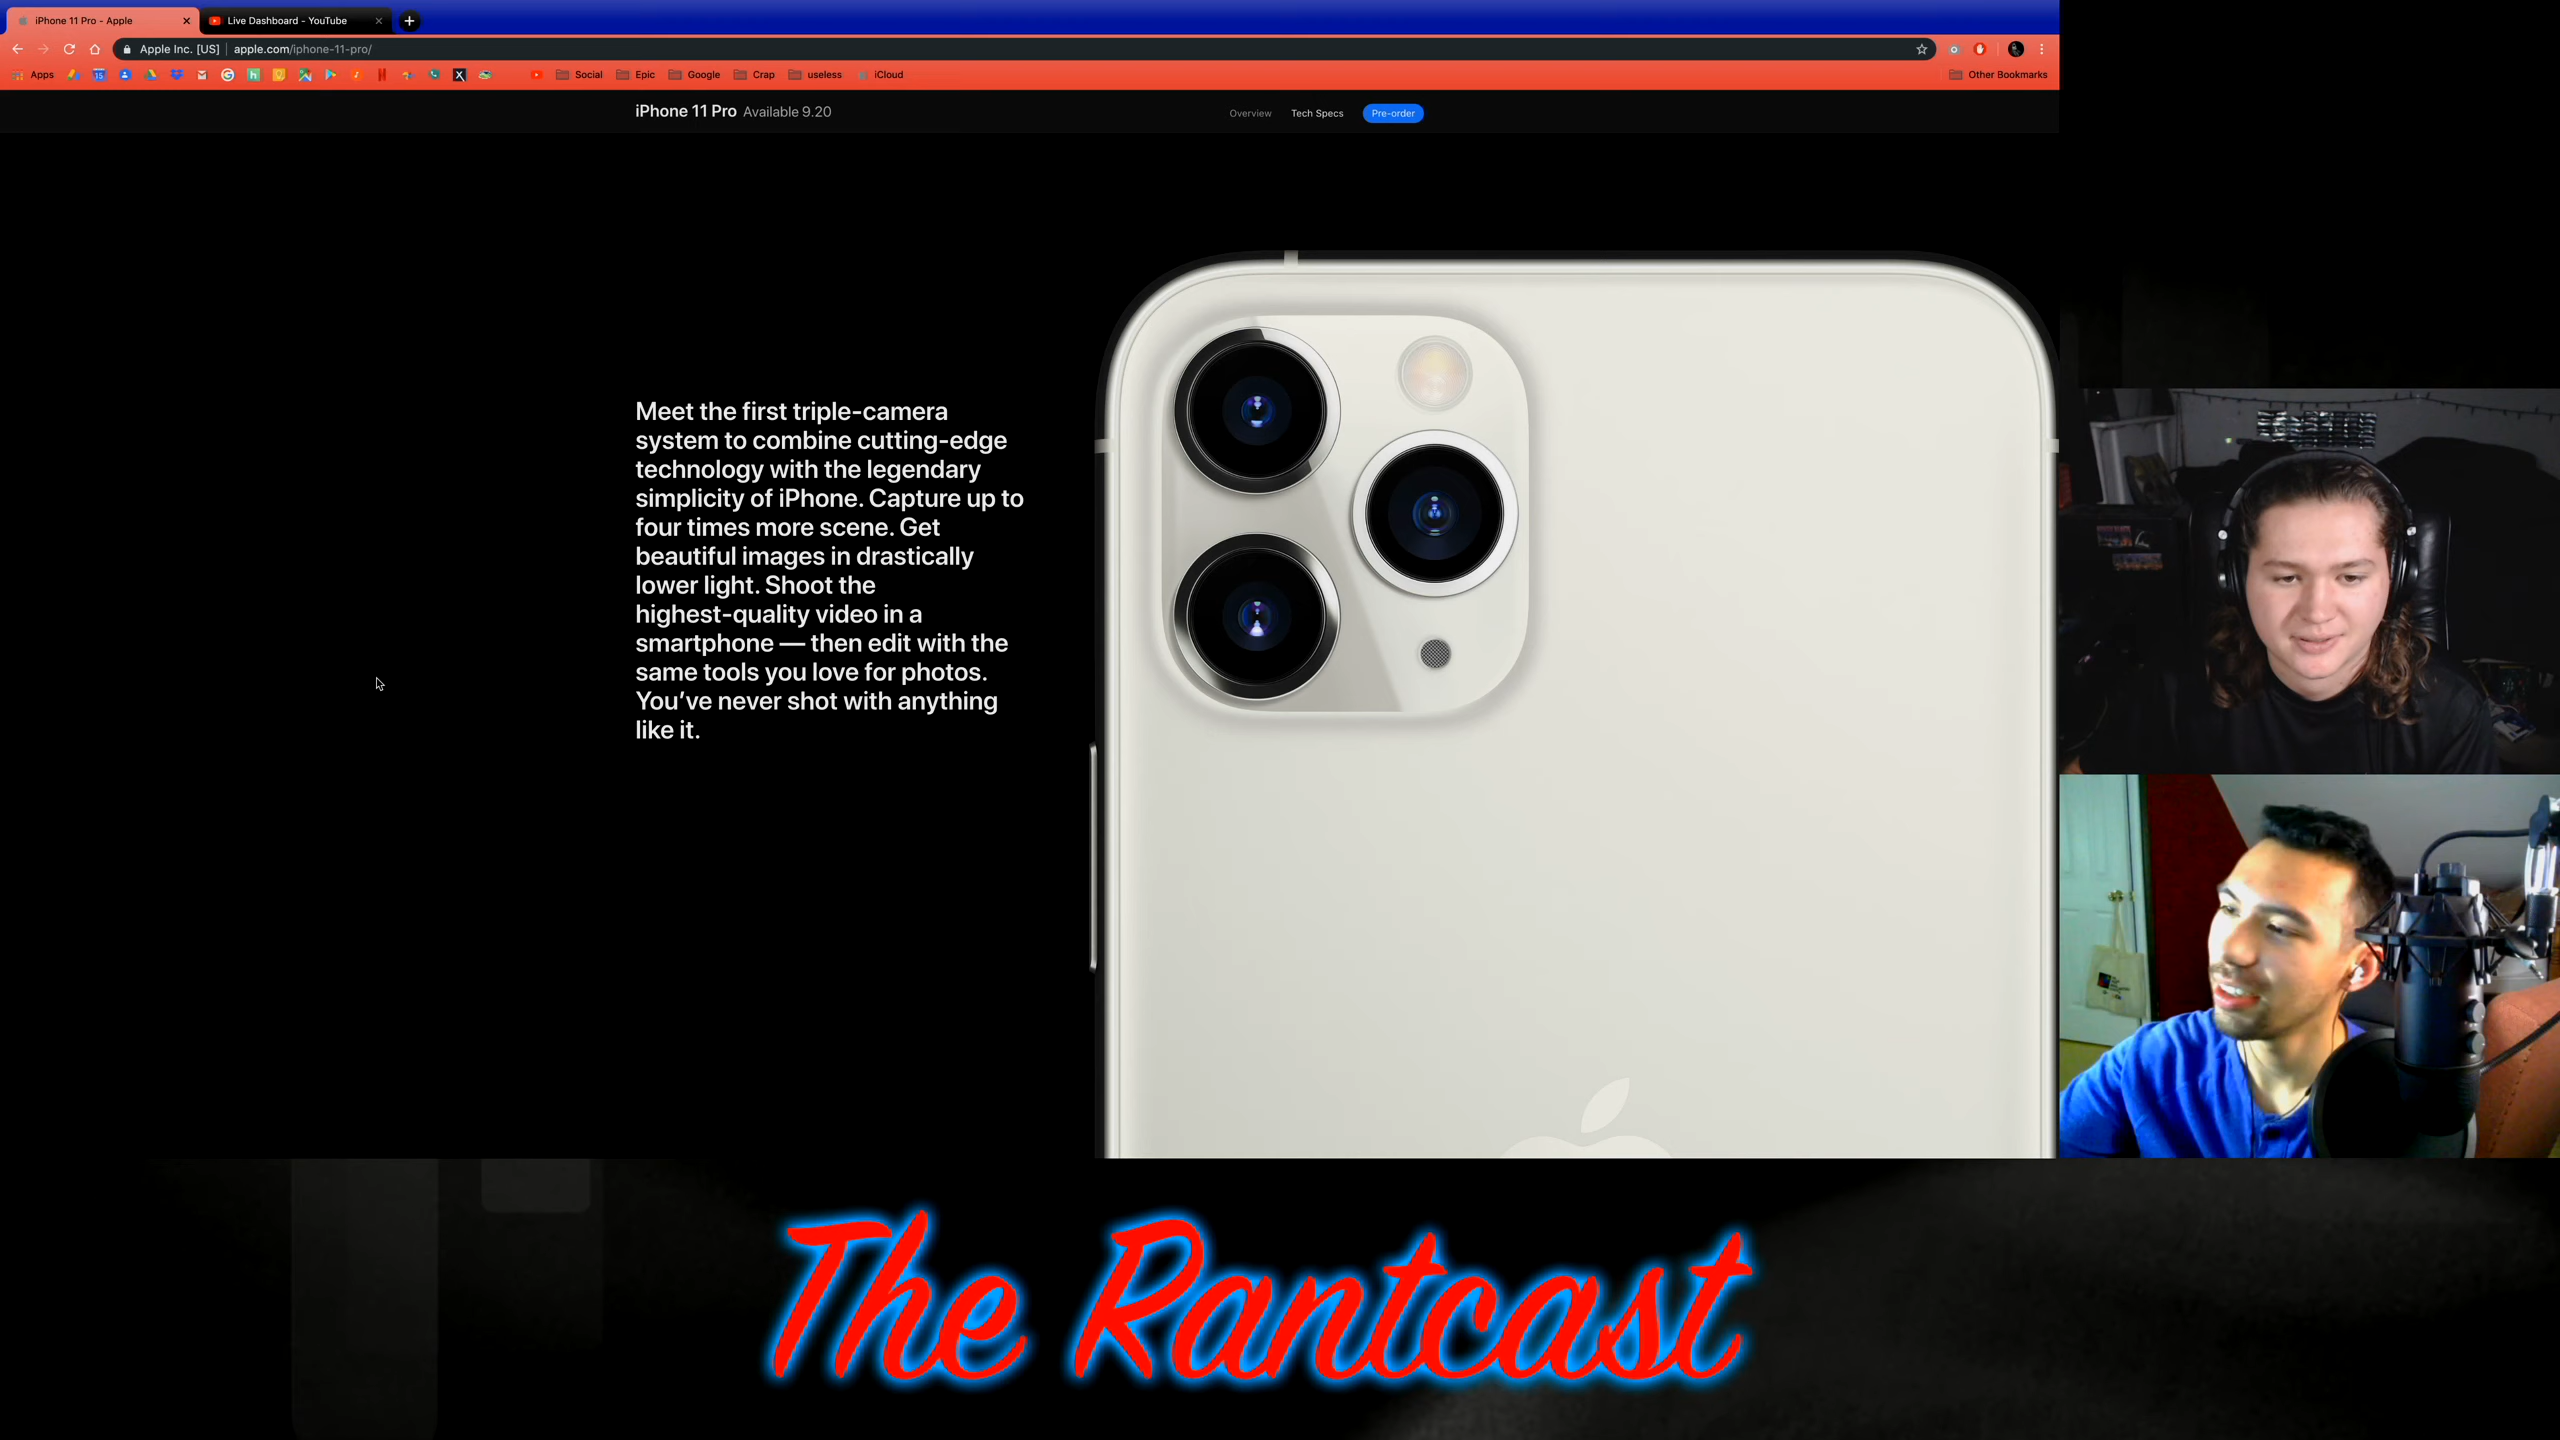 iPhone 11 Pro - Apple
Live Dashboard - YouTube
Apple Inc. [US] | apple.com/iphone-11-pro/
Apps
Social
Epic
Google
Crap
useless
iCloud
Other Bookmarks
iPhone 11 Pro Available 9.20
Overview
Tech Specs
Pre-order
Meet the first triple-camera
system to combine cutting-edge
technology with the legendary
simplicity of iPhone. Capture up to
four times more scene. Get
beautiful images in drastically
lower light. Shoot the
highest-quality video in a
smartphone — then edit with the
same tools you love for photos.
You’ve never shot with anything
like it.
The Rantcast